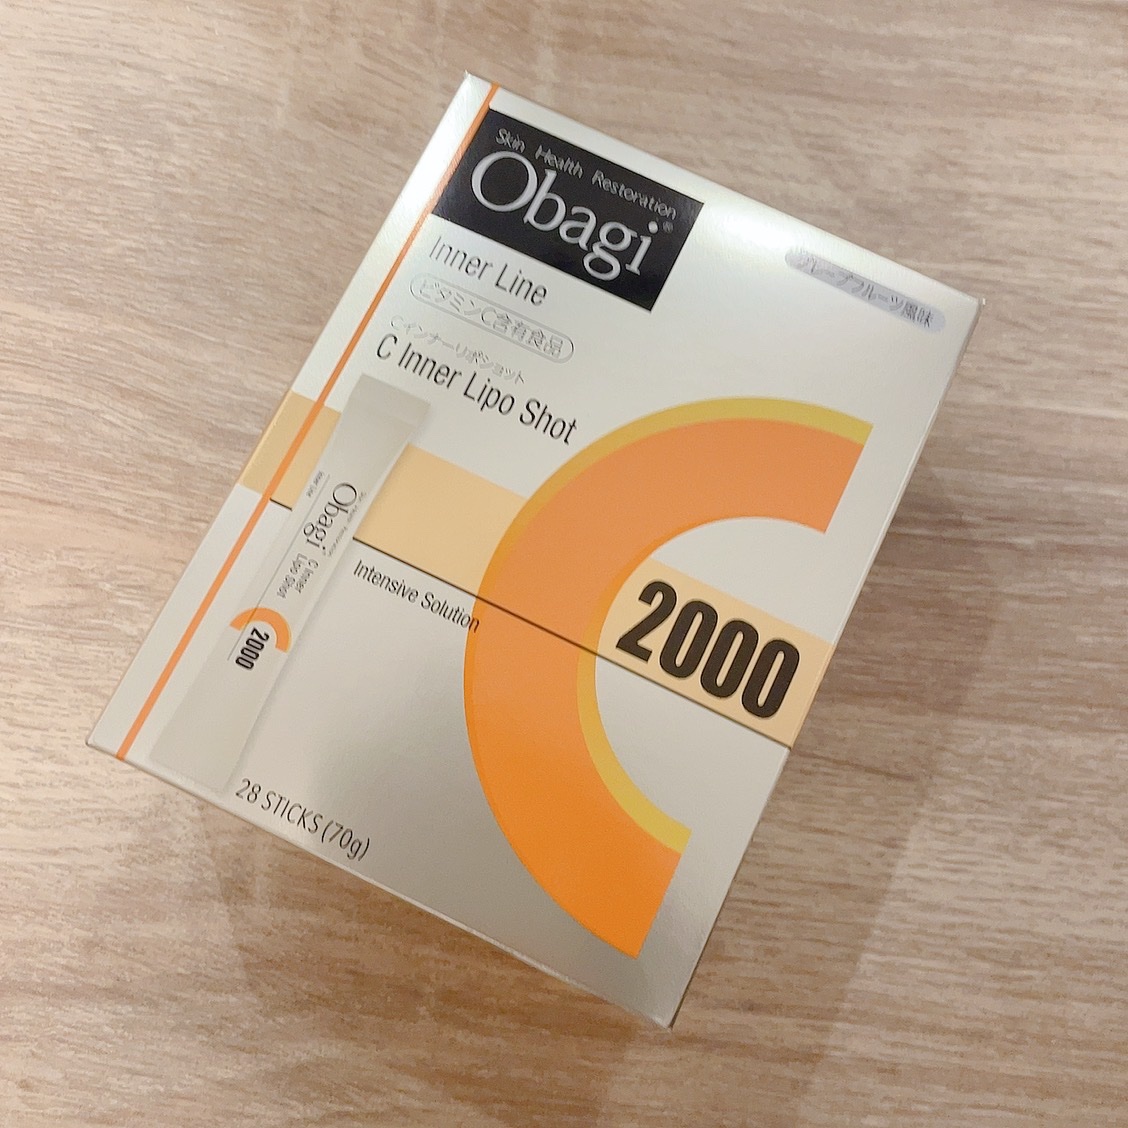 Skin Health Restoration
Obagi®
Inner Line
ビタミンC含有食品
Cインナーリポショット
C Inner Lipo Shot
グレープフルーツ風味
Intensive Solution
2000
Inner Line
Obagi
C Inner
Lipo Shot
2000
28 STICKS (70g)